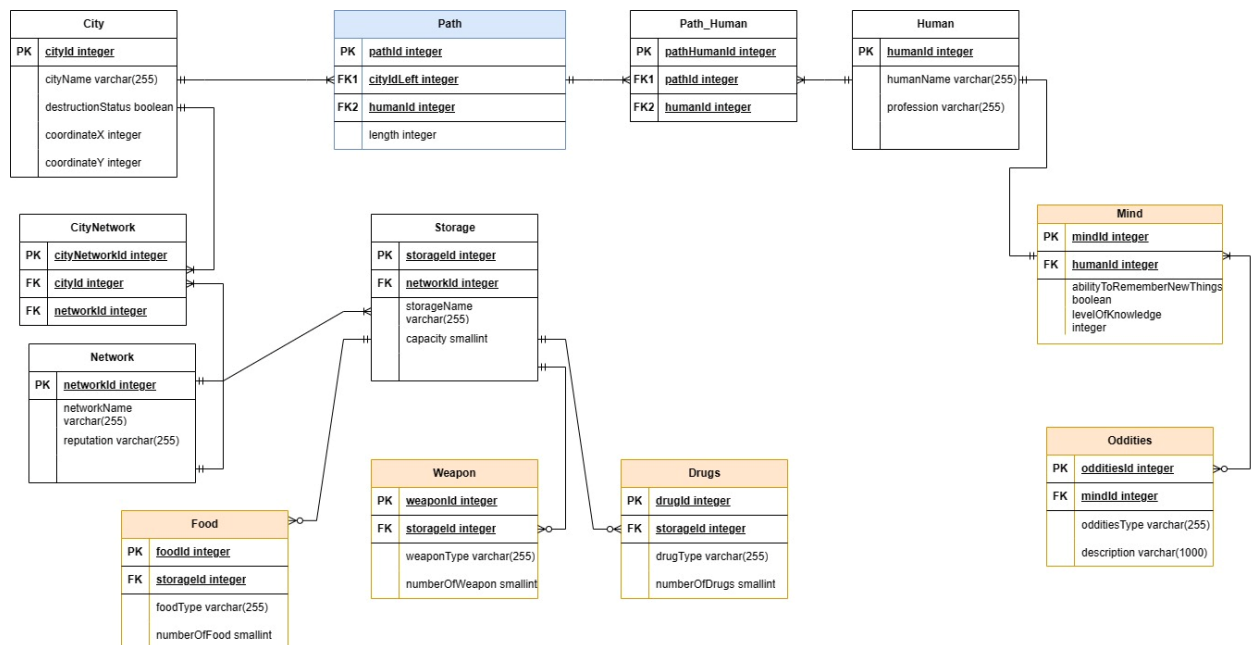 City
PK cityId integer
cityName varchar(255)
destructionStatus boolean
coordinateX integer
coordinateY integer
Path
PK pathId integer
FK1 cityIdLeft integer
FK2 humanId integer
length integer
Path_Human
PK pathHumanId integer
FK1 pathId integer
FK2 humanId integer
Human
PK humanId integer
humanName varchar(255)
profession varchar(255)
CityNetwork
PK cityNetworkId integer
FK cityId integer
FK networkId integer
Storage
PK storageId integer
FK networkId integer
storageName
varchar(255)
capacity smallint
Mind
PK mindId integer
FK humanId integer
abilityToRememberNewThings
boolean
levelOfKnowledge
integer
Network
PK networkId integer
networkName
varchar(255)
reputation varchar(255)
Food
PK foodId integer
FK storageId integer
foodType varchar(255)
numberOfFood smallint
Weapon
PK weaponId integer
FK storageId integer
weaponType varchar(255)
numberOfWeapon smallint
Drugs
PK drugId integer
FK storageId integer
drugType varchar(255)
numberOfDrugs smallint
Oddities
PK odditiesId integer
FK mindId integer
odditiesType varchar(255)
description varchar(1000)